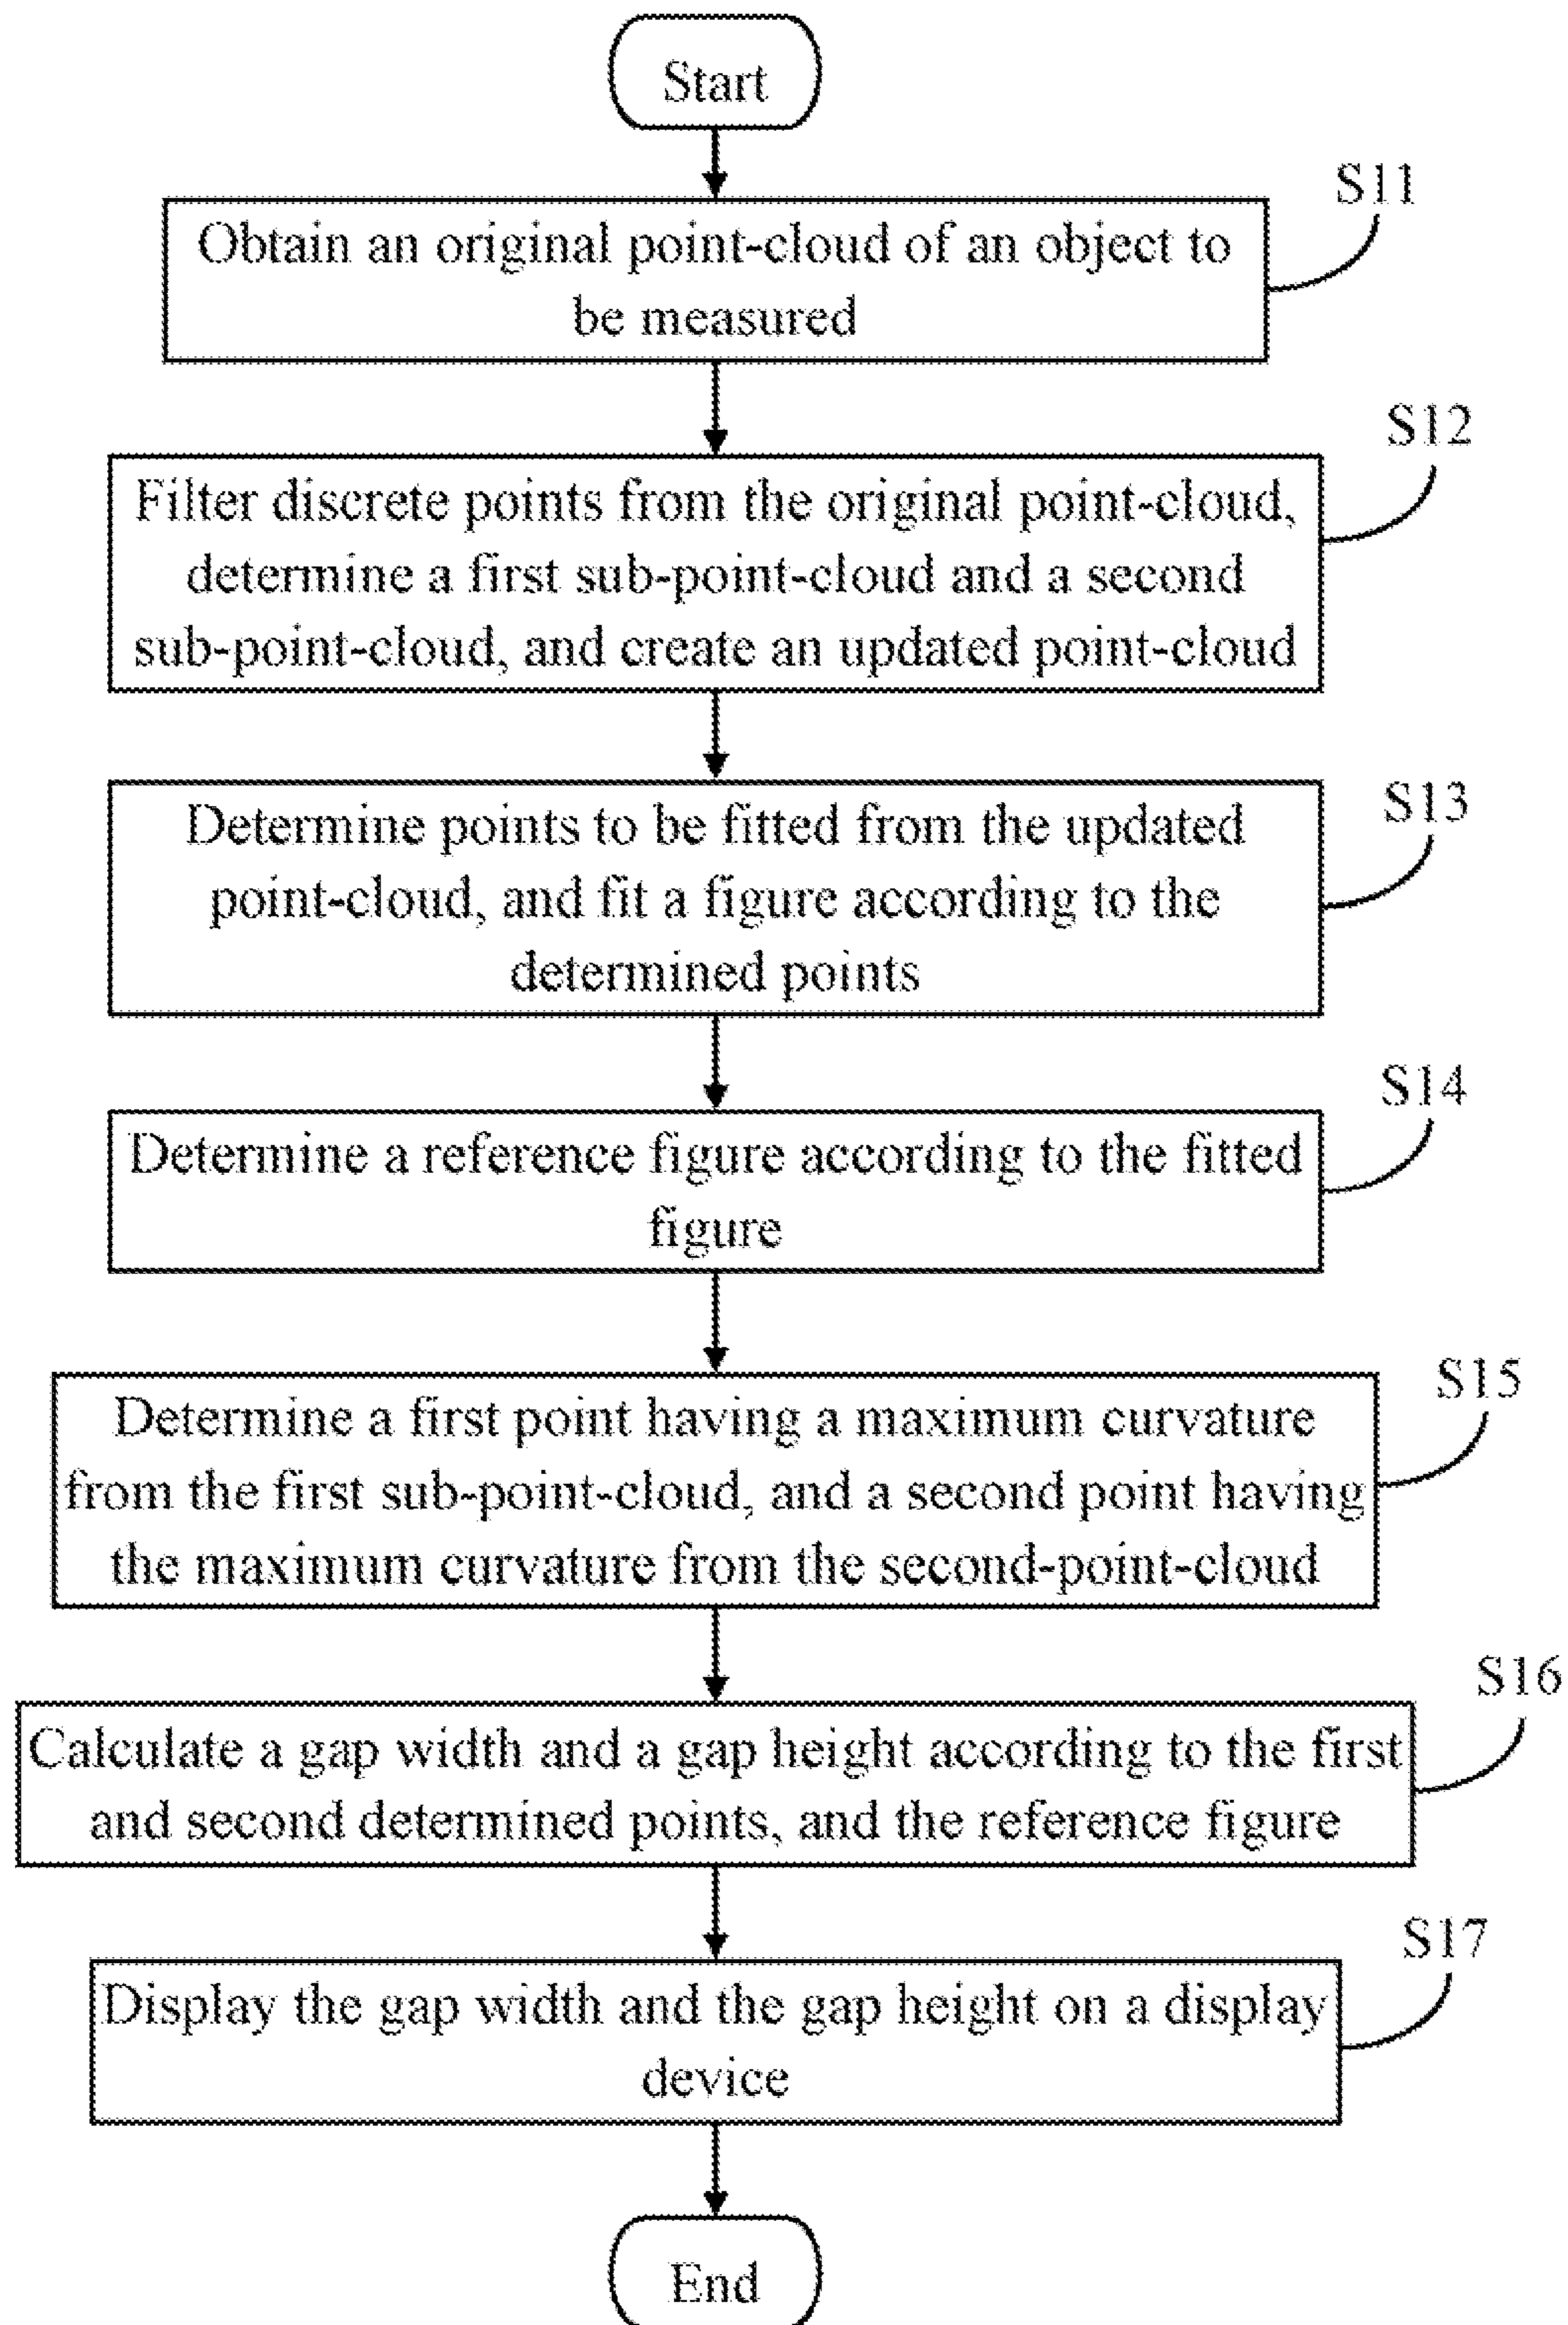 Start
S11
Obtain an original point-cloud of an object to
be measured
S12
Filter discrete points from the original point-cloud,
determine a first sub-point-cloud and a second
sub-point-cloud, and create an updated point-cloud
S13
Determine points to be fitted from the updated
point-cloud, and fit a figure according to the
determined points
S14
Determine a reference figure according to the fitted
figure
S15
Determine a first point having a maximum curvature
from the first sub-point-cloud, and a second point having
the maximum curvature from the second-point-cloud
S16
Calculate a gap width and a gap height according to the first
and second determined points, and the reference figure
S17
Display the gap width and the gap height on a display
device
End